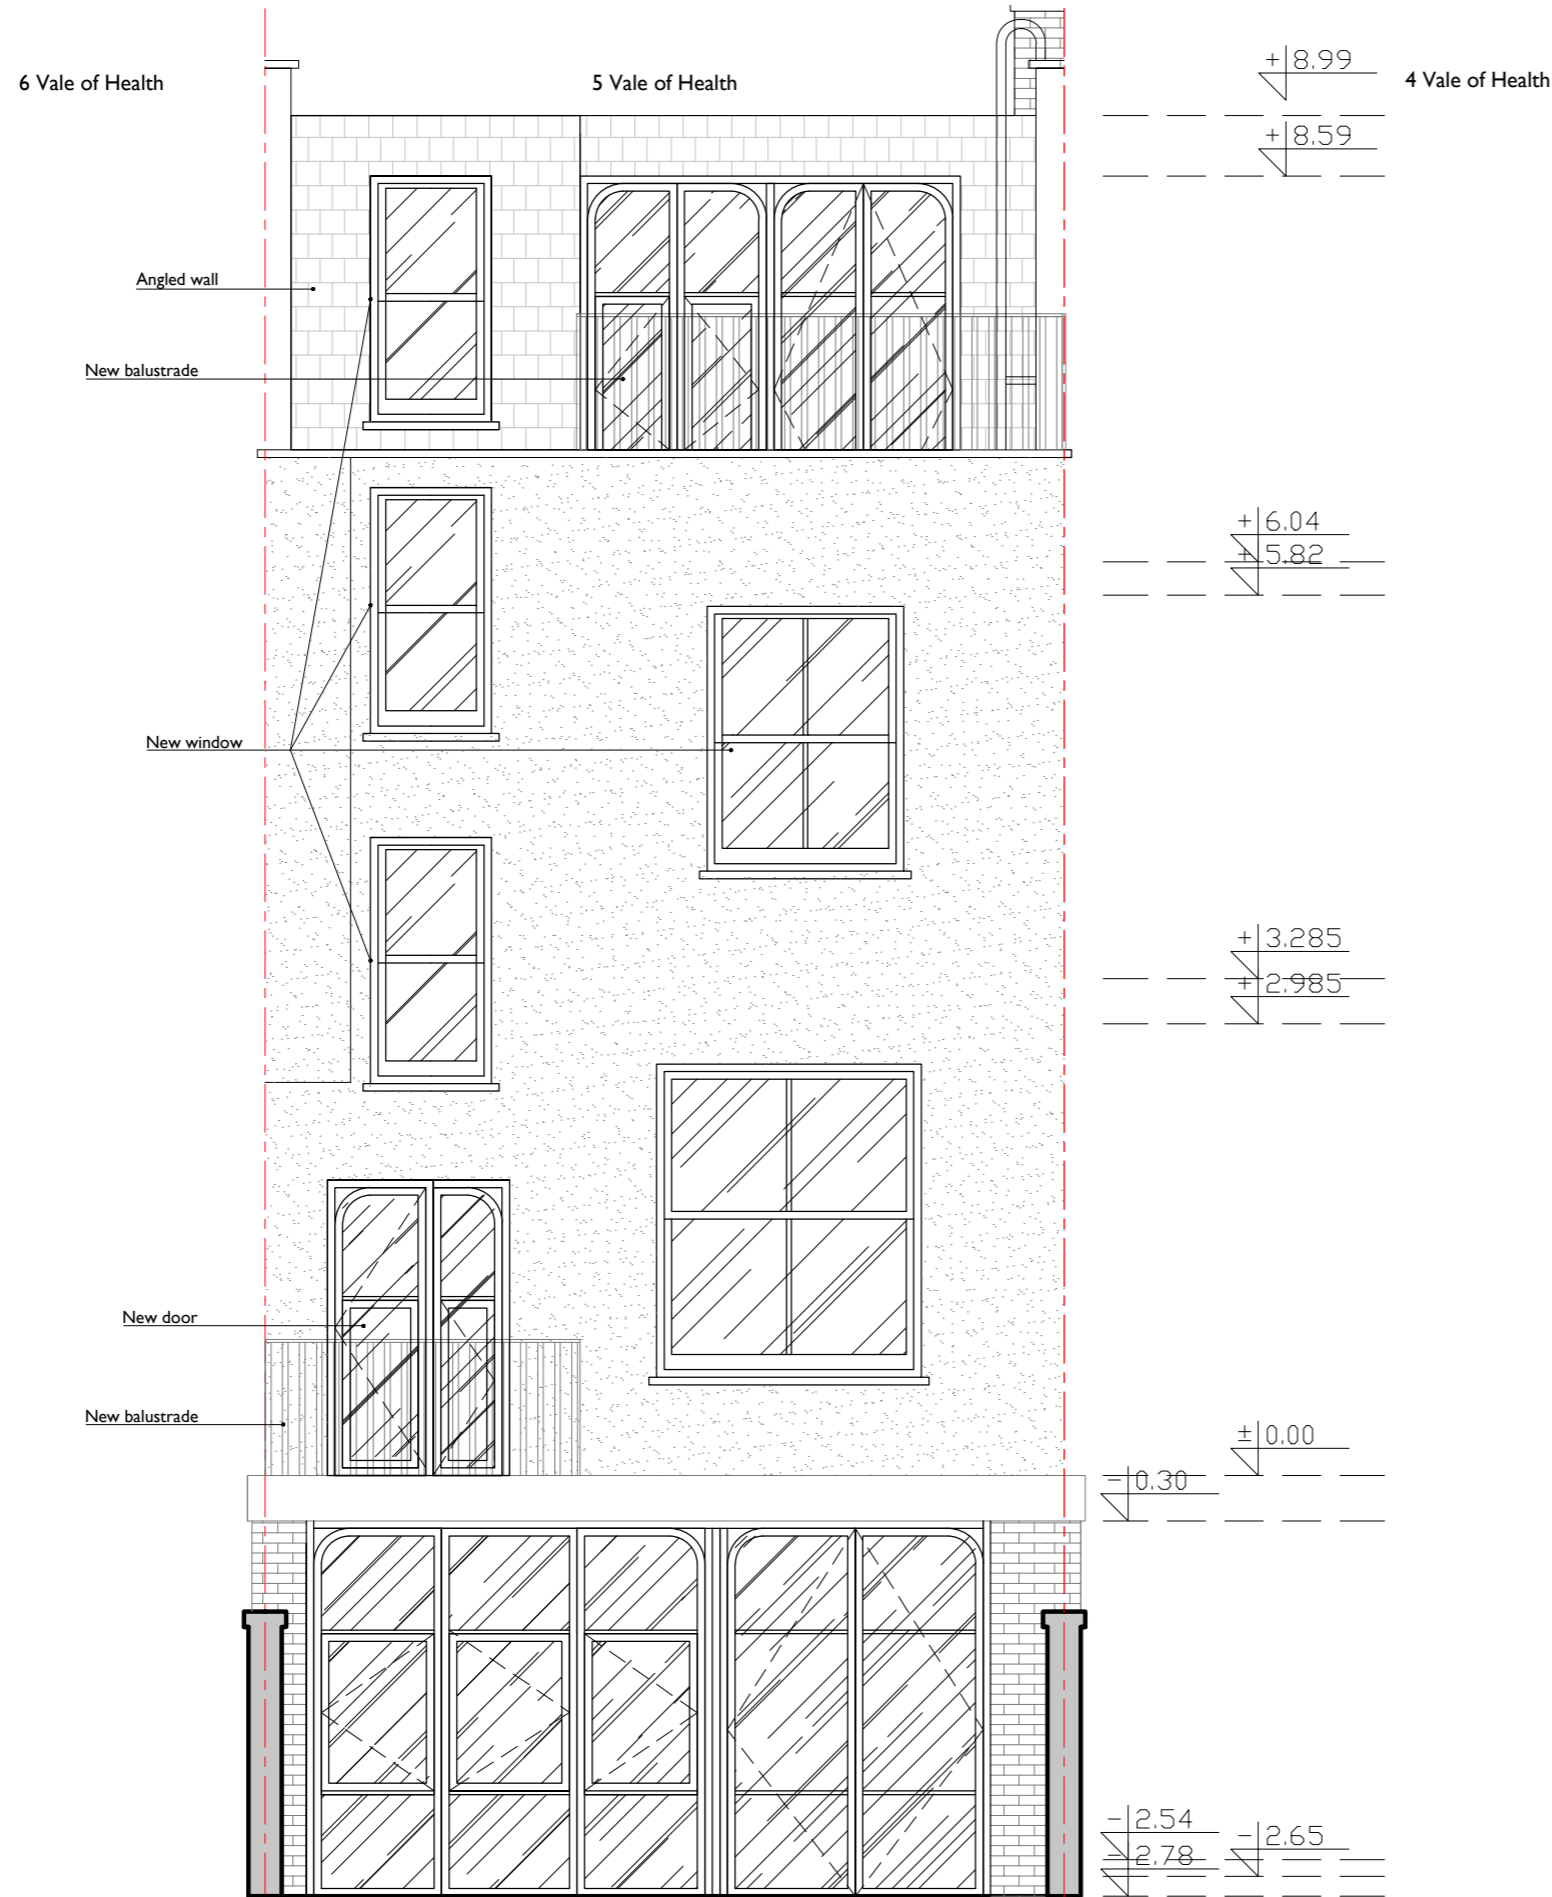 6 Vale of Health
5 Vale of Health
4 Vale of Health
+ 8.99
+ 8.59
Angled wall
New balustrade
+ 6.04
+ 5.82
New window
+ 3.285
+ 2.985
New door
New balustrade
± 0.00
- 0.30
- 2.54
- 2.65
- 2.78